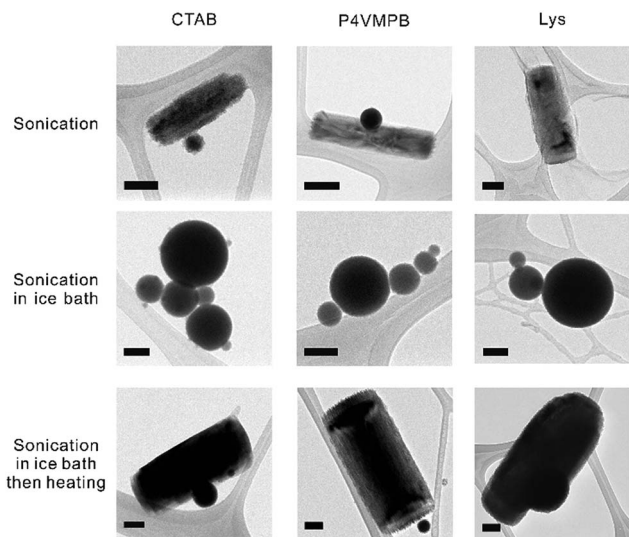 CTAB
P4VMPB
Lys
Sonication
Sonication
in ice bath
Sonication
in ice bath
then heating